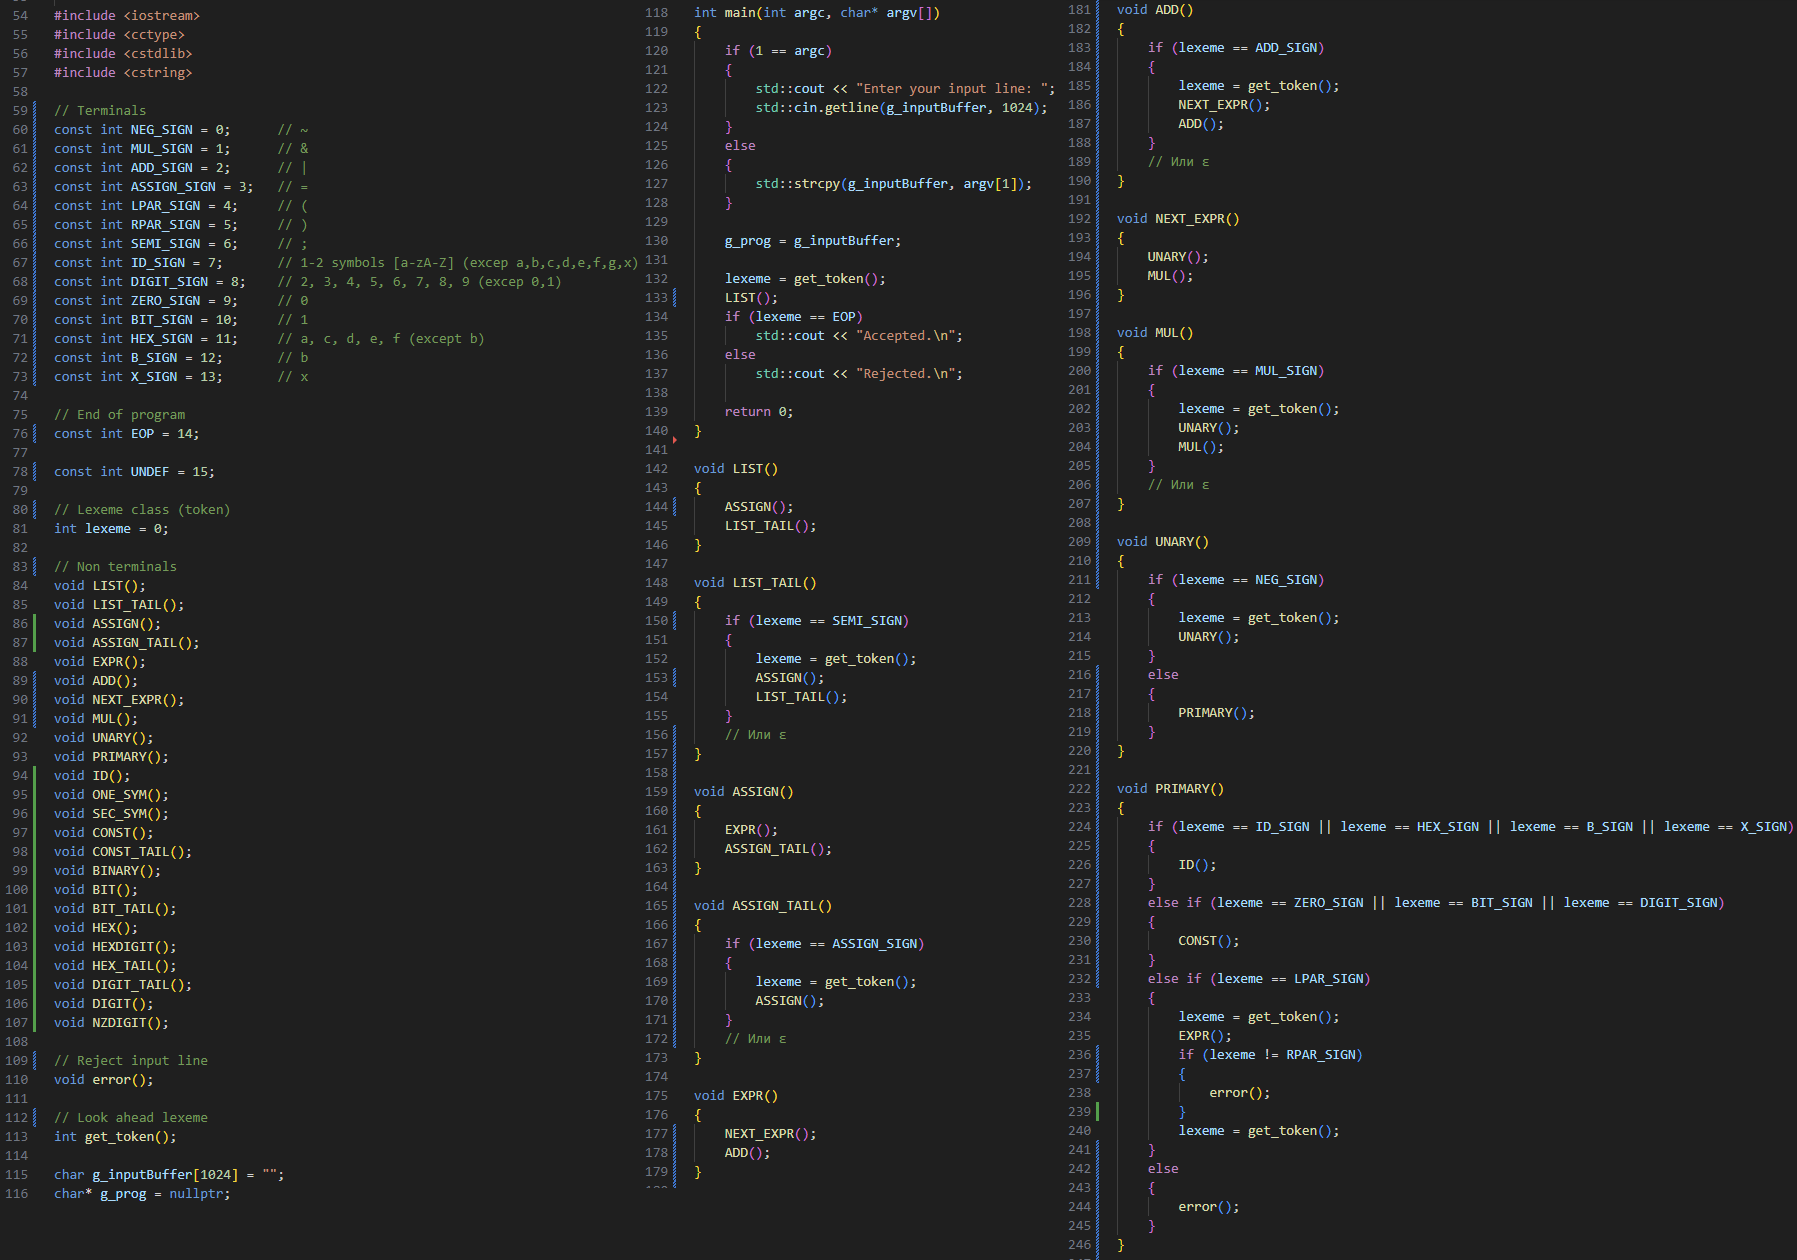 54 #include <iostream>
55 #include <cctype>
56 #include <cstdlib>
57 #include <cstring>
58
59 // Terminals
60 const int NEG_SIGN = 0;      // ~
61 const int MUL_SIGN = 1;      // &
62 const int ADD_SIGN = 2;      // |
63 const int ASSIGN_SIGN = 3;   // =
64 const int LPAR_SIGN = 4;     // (
65 const int RPAR_SIGN = 5;     // )
66 const int SEMI_SIGN = 6;     // ;
67 const int ID_SIGN = 7;       // 1-2 symbols [a-zA-Z] (excep a,b,c,d,e,f,g,x)
68 const int DIGIT_SIGN = 8;    // 2, 3, 4, 5, 6, 7, 8, 9 (excep 0,1)
69 const int ZERO_SIGN = 9;     // 0
70 const int BIT_SIGN = 10;     // 1
71 const int HEX_SIGN = 11;     // a, c, d, e, f (except b)
72 const int B_SIGN = 12;       // b
73 const int X_SIGN = 13;       // x
74
75 // End of program
76 const int EOP = 14;
77
78 const int UNDEF = 15;
79
80 // Lexeme class (token)
81 int lexeme = 0;
82
83 // Non terminals
84 void LIST();
85 void LIST_TAIL();
86 void ASSIGN();
87 void ASSIGN_TAIL();
88 void EXPR();
89 void ADD();
90 void NEXT_EXPR();
91 void MUL();
92 void UNARY();
93 void PRIMARY();
94 void ID();
95 void ONE_SYM();
96 void SEC_SYM();
97 void CONST();
98 void CONST_TAIL();
99 void BINARY();
100 void BIT();
101 void BIT_TAIL();
102 void HEX();
103 void HEXDIGIT();
104 void HEX_TAIL();
105 void DIGIT_TAIL();
106 void DIGIT();
107 void NZDIGIT();
108
109 // Reject input line
110 void error();
111
112 // Look ahead lexeme
113 int get_token();
114
115 char g_inputBuffer[1024] = "";
116 char* g_prog = nullptr;
118 int main(int argc, char* argv[])
119 {
120     if (1 == argc)
121     {
122         std::cout << "Enter your input line: ";
123         std::cin.getline(g_inputBuffer, 1024);
124     }
125     else
126     {
127         std::strcpy(g_inputBuffer, argv[1]);
128     }
129
130     g_prog = g_inputBuffer;
131
132     lexeme = get_token();
133     LIST();
134     if (lexeme == EOP)
135         std::cout << "Accepted.\n";
136     else
137         std::cout << "Rejected.\n";
138
139     return 0;
140 }
141
142 void LIST()
143 {
144     ASSIGN();
145     LIST_TAIL();
146 }
147
148 void LIST_TAIL()
149 {
150     if (lexeme == SEMI_SIGN)
151     {
152         lexeme = get_token();
153         ASSIGN();
154         LIST_TAIL();
155     }
156     // Или ε
157 }
158
159 void ASSIGN()
160 {
161     EXPR();
162     ASSIGN_TAIL();
163 }
164
165 void ASSIGN_TAIL()
166 {
167     if (lexeme == ASSIGN_SIGN)
168     {
169         lexeme = get_token();
170         ASSIGN();
171     }
172     // Или ε
173 }
174
175 void EXPR()
176 {
177     NEXT_EXPR();
178     ADD();
179 }
181 void ADD()
182 {
183     if (lexeme == ADD_SIGN)
184     {
185         lexeme = get_token();
186         NEXT_EXPR();
187         ADD();
188     }
189     // Или ε
190 }
191
192 void NEXT_EXPR()
193 {
194     UNARY();
195     MUL();
196 }
197
198 void MUL()
199 {
200     if (lexeme == MUL_SIGN)
201     {
202         lexeme = get_token();
203         UNARY();
204         MUL();
205     }
206     // Или ε
207 }
208
209 void UNARY()
210 {
211     if (lexeme == NEG_SIGN)
212     {
213         lexeme = get_token();
214         UNARY();
215     }
216     else
217     {
218         PRIMARY();
219     }
220 }
221
222 void PRIMARY()
223 {
224     if (lexeme == ID_SIGN || lexeme == HEX_SIGN || lexeme == B_SIGN || lexeme == X_SIGN)
225     {
226         ID();
227     }
228     else if (lexeme == ZERO_SIGN || lexeme == BIT_SIGN || lexeme == DIGIT_SIGN)
229     {
230         CONST();
231     }
232     else if (lexeme == LPAR_SIGN)
233     {
234         lexeme = get_token();
235         EXPR();
236         if (lexeme != RPAR_SIGN)
237         {
238             error();
239         }
240         lexeme = get_token();
241     }
242     else
243     {
244         error();
245     }
246 }